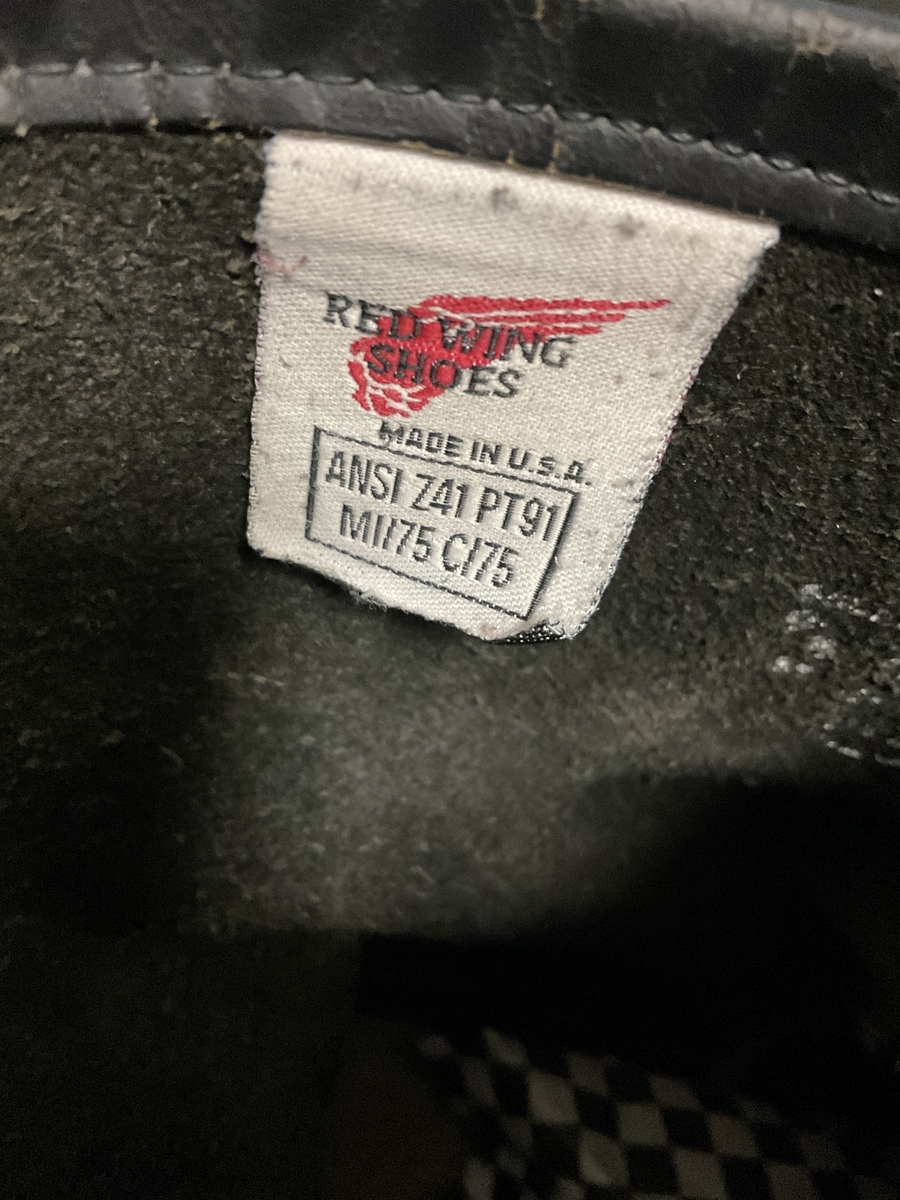 RED WING
SHOES
MADE IN U.S.A.
ANSI Z41 PT91
MI/75 C/75